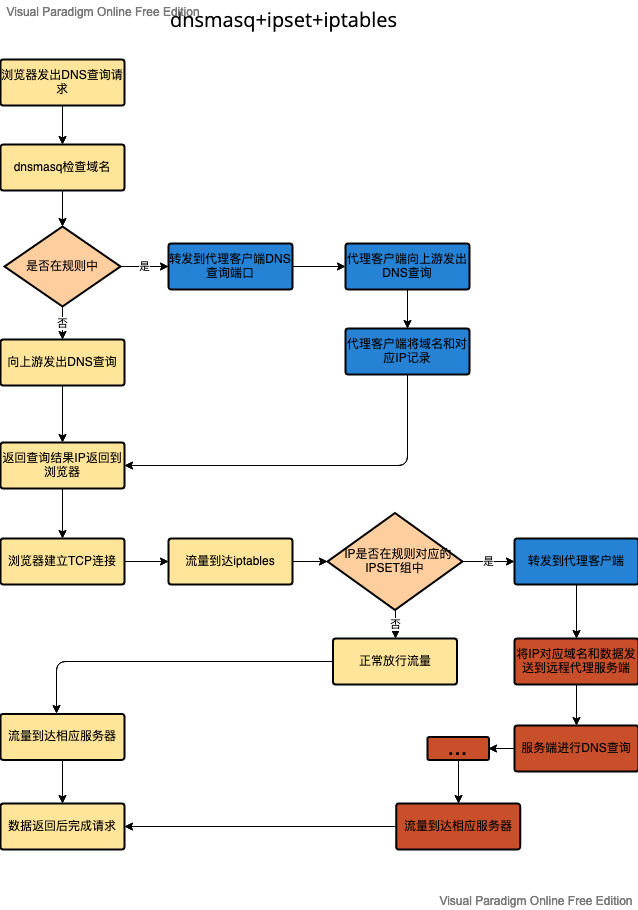 Visual Paradigm Online Free Edition
dnsmasq+ipset+iptables
浏览器发出DNS查询请
求
dnsmasq检查域名
是否在规则中
是
转发到代理客户端DNS
查询端口
代理客户端向上游发出
DNS查询
否
代理客户端将域名和对
应IP记录
向上游发出DNS查询
返回查询结果IP返回到
浏览器
浏览器建立TCP连接
流量到达iptables
IP是否在规则对应的
IPSET组中
是
转发到代理客户端
否
正常放行流量
将IP对应域名和数据发
送到远程代理服务端
流量到达相应服务器
...
服务端进行DNS查询
数据返回后完成请求
流量到达相应服务器
Visual Paradigm Online Free Edition